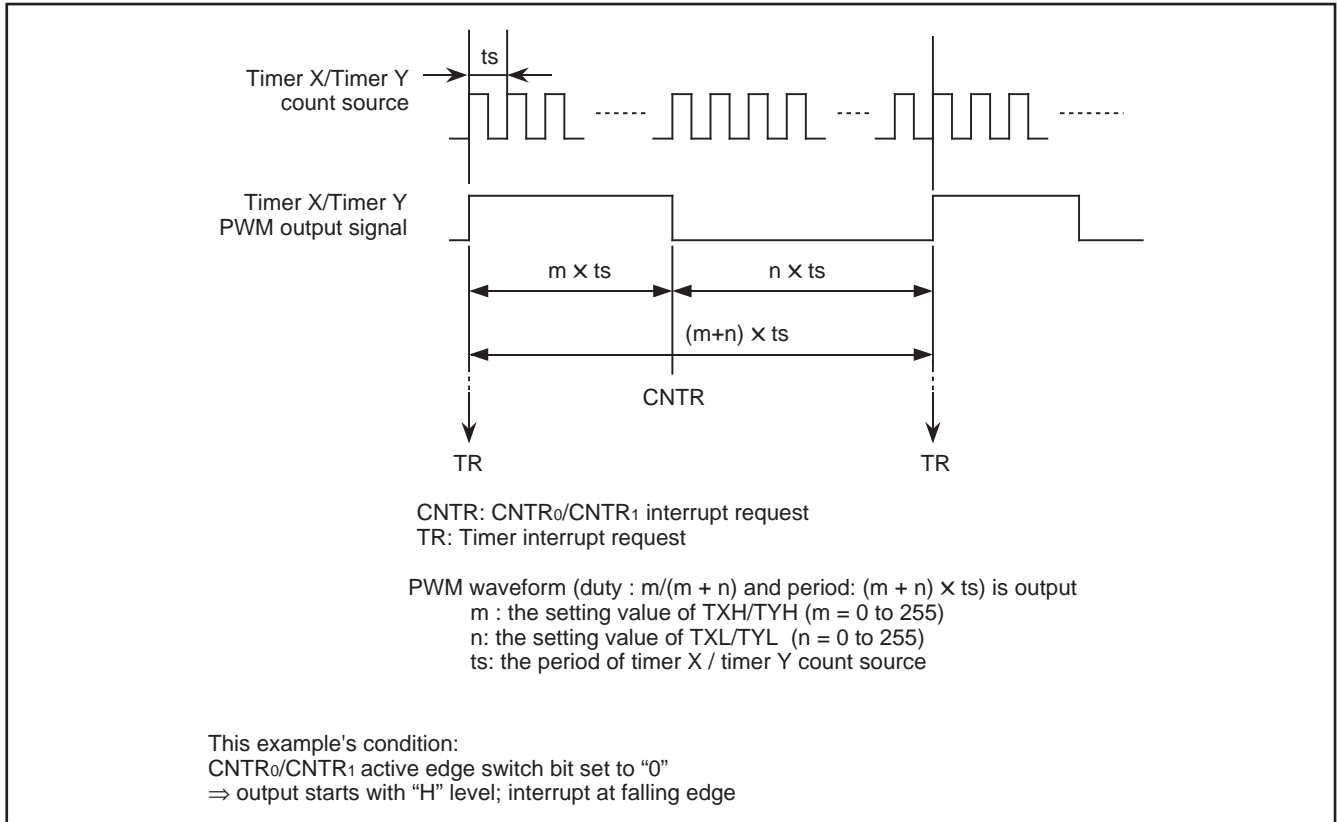 ts
Timer X/Timer Y
count source
Timer X/Timer Y
PWM output signal
m × ts
n × ts
(m+n) × ts
CNTR
TR
TR
CNTR: CNTR0/CNTR1 interrupt request
TR: Timer interrupt request
PWM waveform (duty : m/(m + n) and period: (m + n) × ts) is output
m : the setting value of TXH/TYH (m = 0 to 255)
n: the setting value of TXL/TYL (n = 0 to 255)
ts: the period of timer X / timer Y count source
This example's condition:
CNTR0/CNTR1 active edge switch bit set to “0”
⇒ output starts with “H” level; interrupt at falling edge